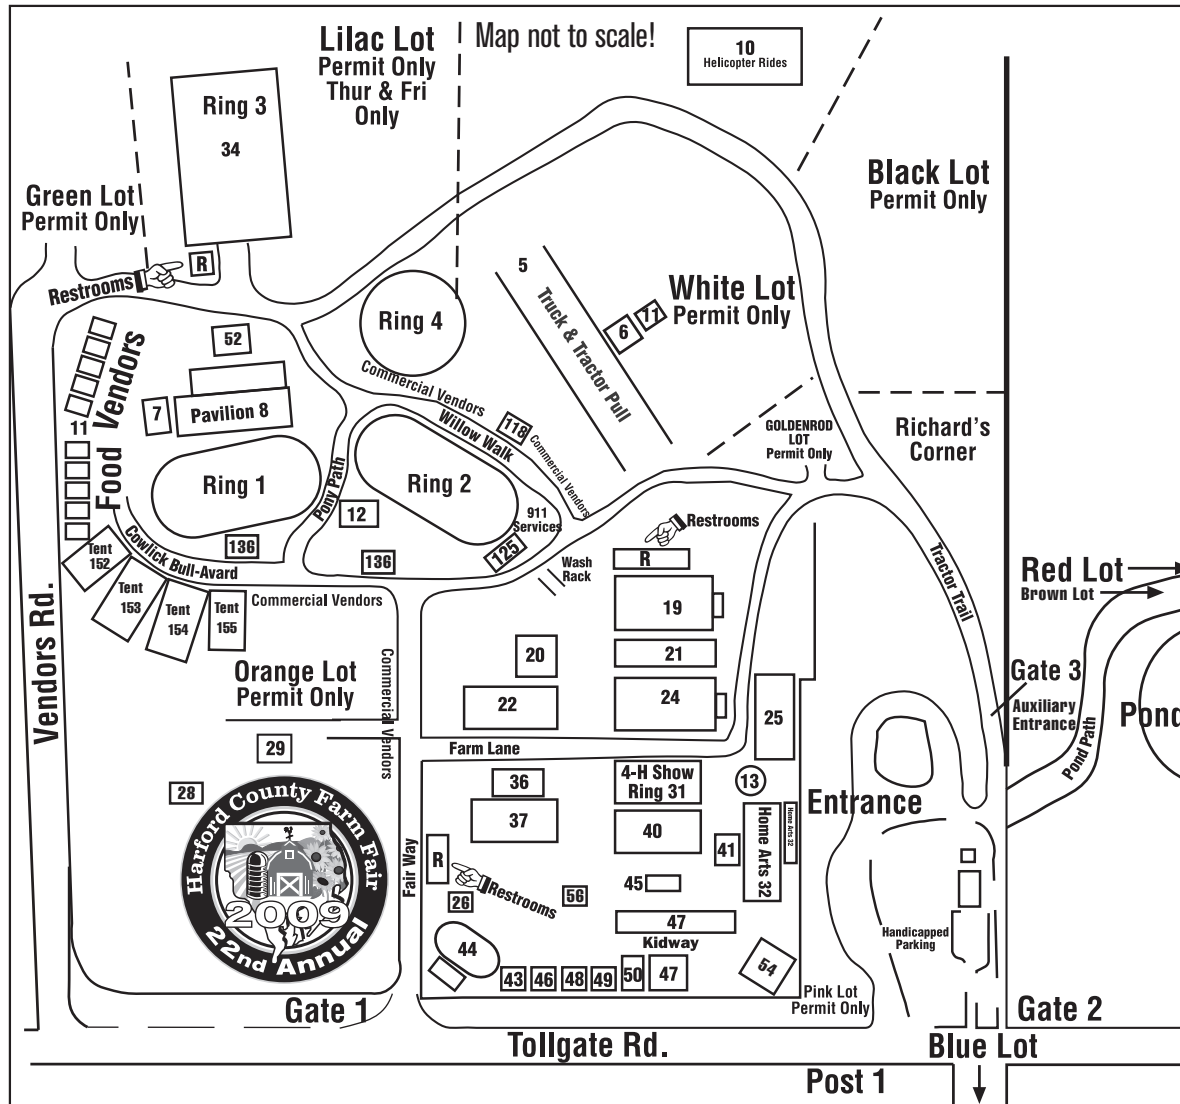 Lilac Lot
Permit Only
Thur & Fri
Only
Map not to scale!
10
Helicopter Rides
Ring 3
34
Green Lot
Permit Only
Black Lot
Permit Only
Restrooms
R
5
Truck & Tractor Pull
White Lot
Permit Only
6
71
Ring 4
52
Food Vendors
11
7
Pavilion 8
Commercial Vendors
Willow Walk
118
Commercial Vendors
GOLDENROD
LOT
Permit Only
Richard's
Corner
Ring 1
Pony Path
Ring 2
12
911
Services
125
136
136
Cowlick Bull-Avard
Tent
152
Tent
153
Tent
154
Tent
155
Commercial Vendors
Wash
Rack
Restrooms
R
19
Tractor Trail
Red Lot
Brown Lot
Vendors Rd.
Orange Lot
Permit Only
Commercial Vendors
20
21
22
24
25
Gate 3
Auxiliary
Entrance
Pond Path
Pond
Farm Lane
29
28
36
37
4-H Show
Ring 31
13
Entrance
40
41
Home Arts 32
Home Arts 32
Harford County Farm Fair
2009
22nd Annual
Fair Way
R
Restrooms
26
56
45
47
Kidway
44
43
46
48
49
50
47
54
Handicapped
Parking
Pink Lot
Permit Only
Gate 1
Gate 2
Tollgate Rd.
Blue Lot
Post 1